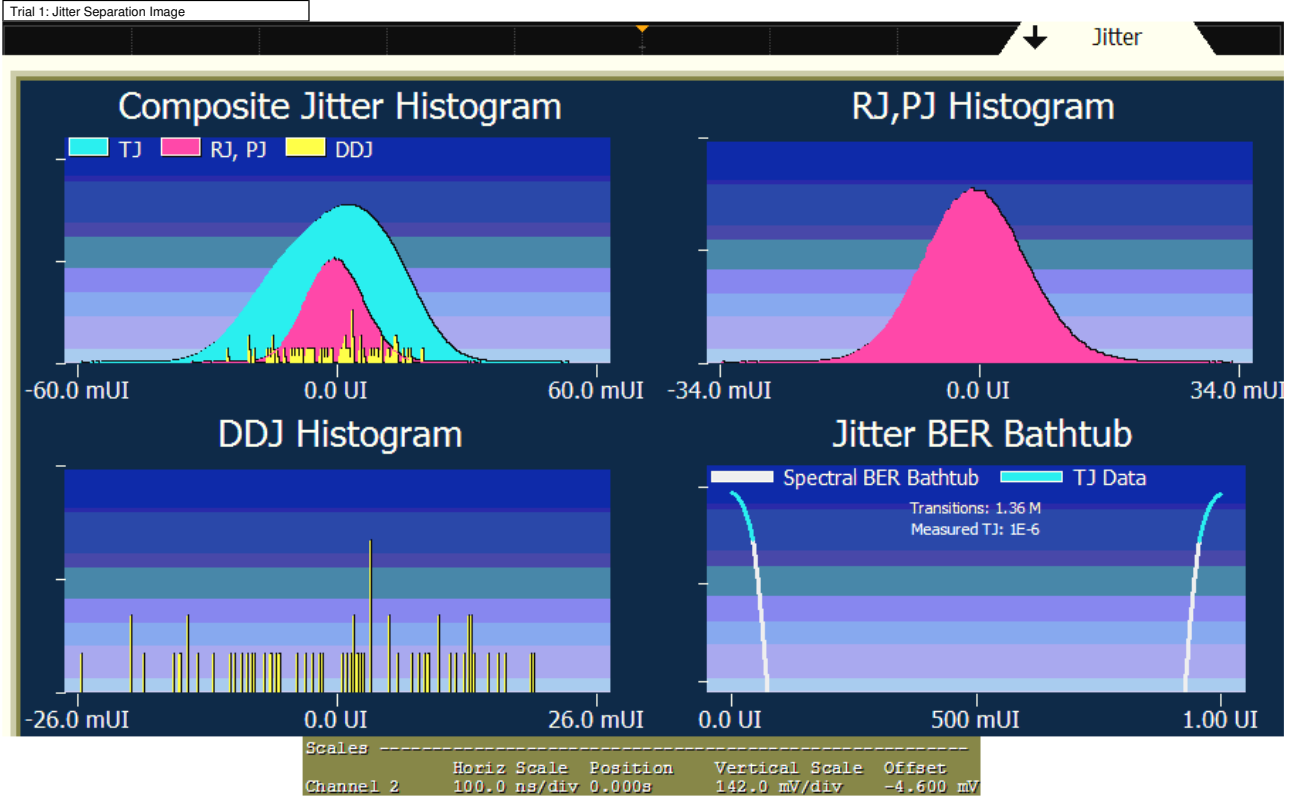 Trial 1: Jitter Separation Image
Jitter
Composite Jitter Histogram
TJ RJ, PJ DDJ
-60.0 mUI 0.0 UI 60.0 mUI
RJ,PJ Histogram
-34.0 mUI 0.0 UI 34.0 mUI
DDJ Histogram
-26.0 mUI 0.0 UI 26.0 mUI
Jitter BER Bathtub
Spectral BER Bathtub TJ Data
Transitions: 1.36 M
Measured TJ: 1E-6
0.0 UI 500 mUI 1.00 UI
Scales ---------------------------------------------------------
Horiz Scale Position Vertical Scale Offset
Channel 2 100.0 ns/div 0.000s 142.0 mV/div -4.600 mV